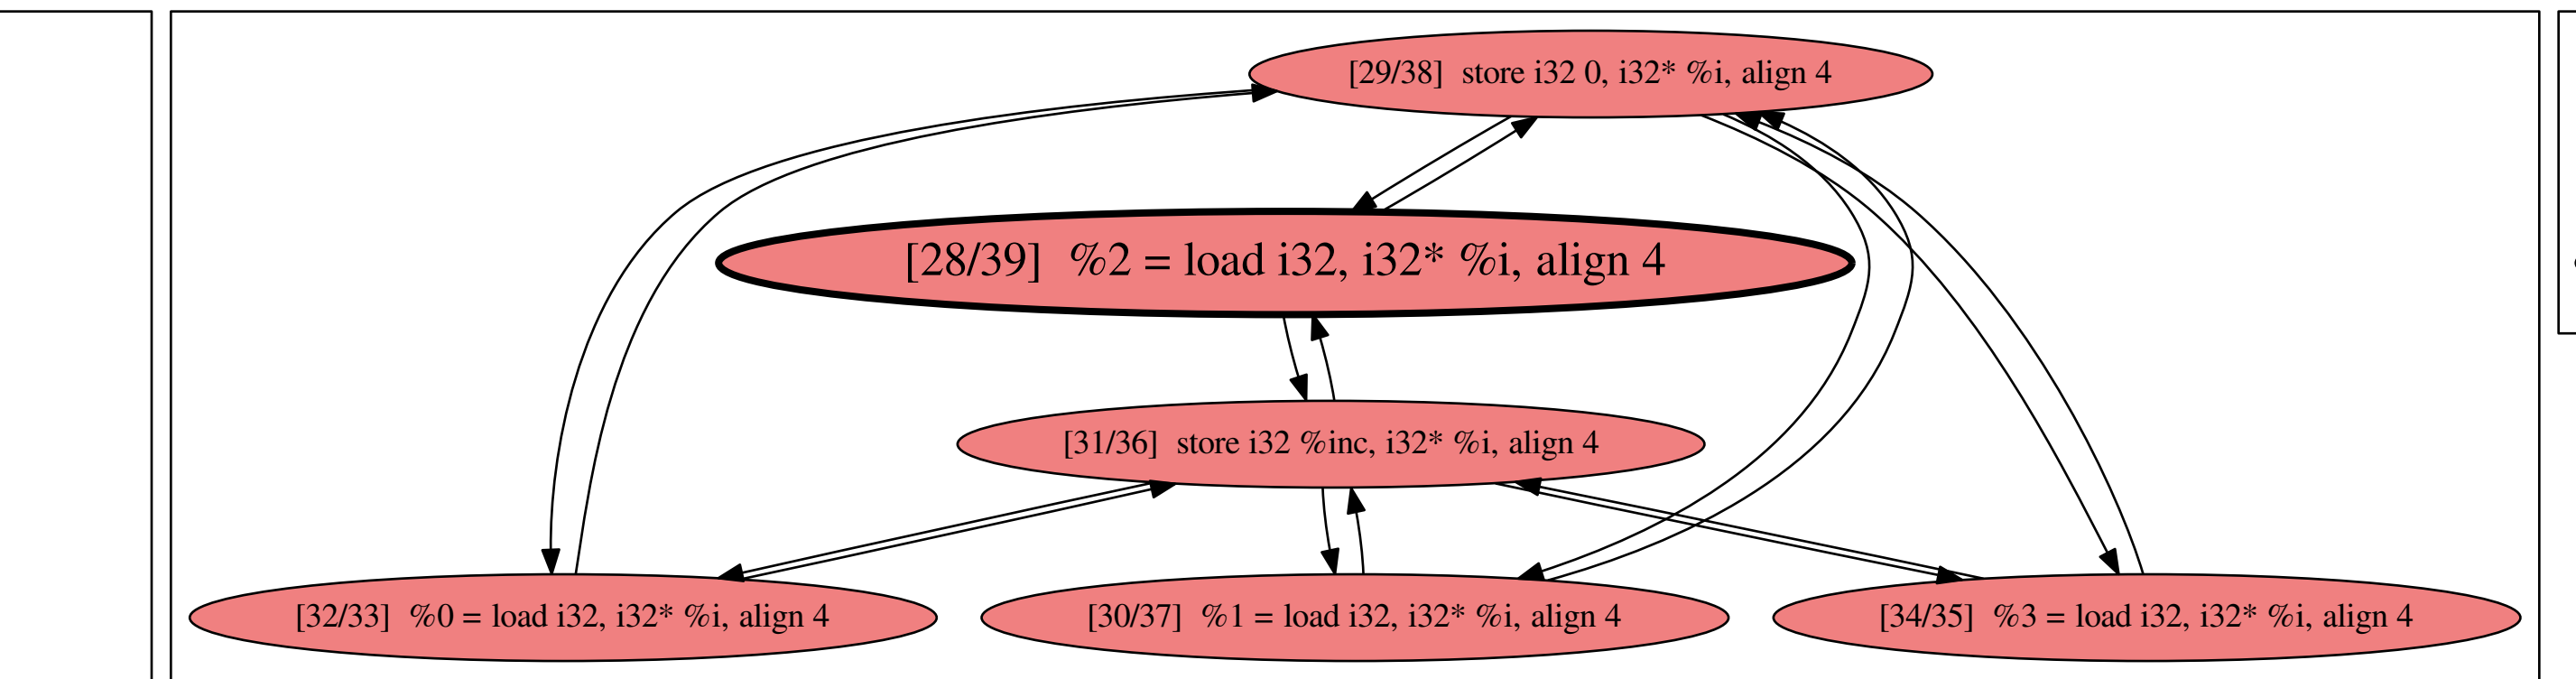 [29/38]  store i32 0, i32* %i, align 4
[28/39]  %2 = load i32, i32* %i, align 4
[31/36]  store i32 %inc, i32* %i, align 4
[32/33]  %0 = load i32, i32* %i, align 4
[30/37]  %1 = load i32, i32* %i, align 4
[34/35]  %3 = load i32, i32* %i, align 4